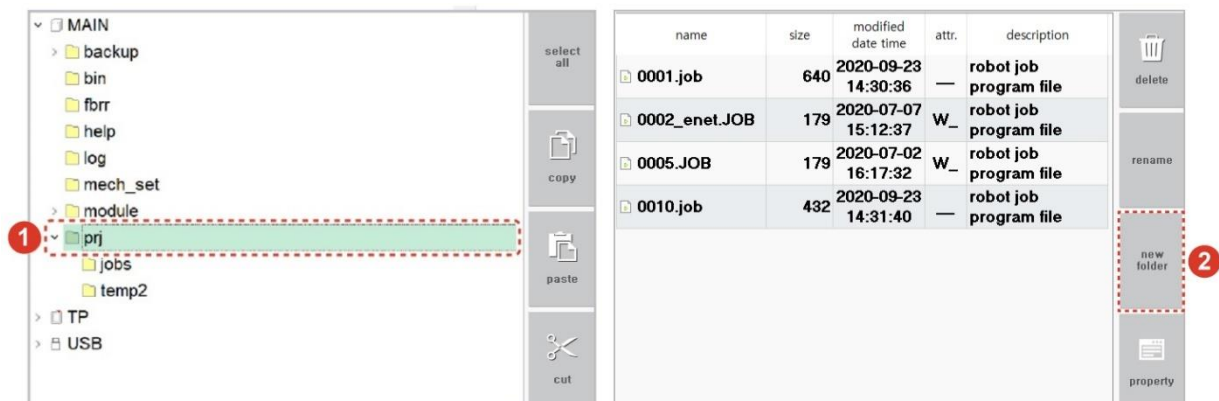 MAIN
backup
bin
fbrr
help
log
mech_set
module
1
prj
jobs
temp2
TP
USB
select
all
copy
paste
cut
name size modified
date time attr. description
0001.job 640 2020-09-23
14:30:36 __ robot job
program file
0002_enet.JOB 179 2020-07-07
15:12:37 W_ robot job
program file
0005.JOB 179 2020-07-02
16:17:32 W_ robot job
program file
0010.job 432 2020-09-23
14:31:40 __ robot job
program file
delete
rename
new
folder
2
property